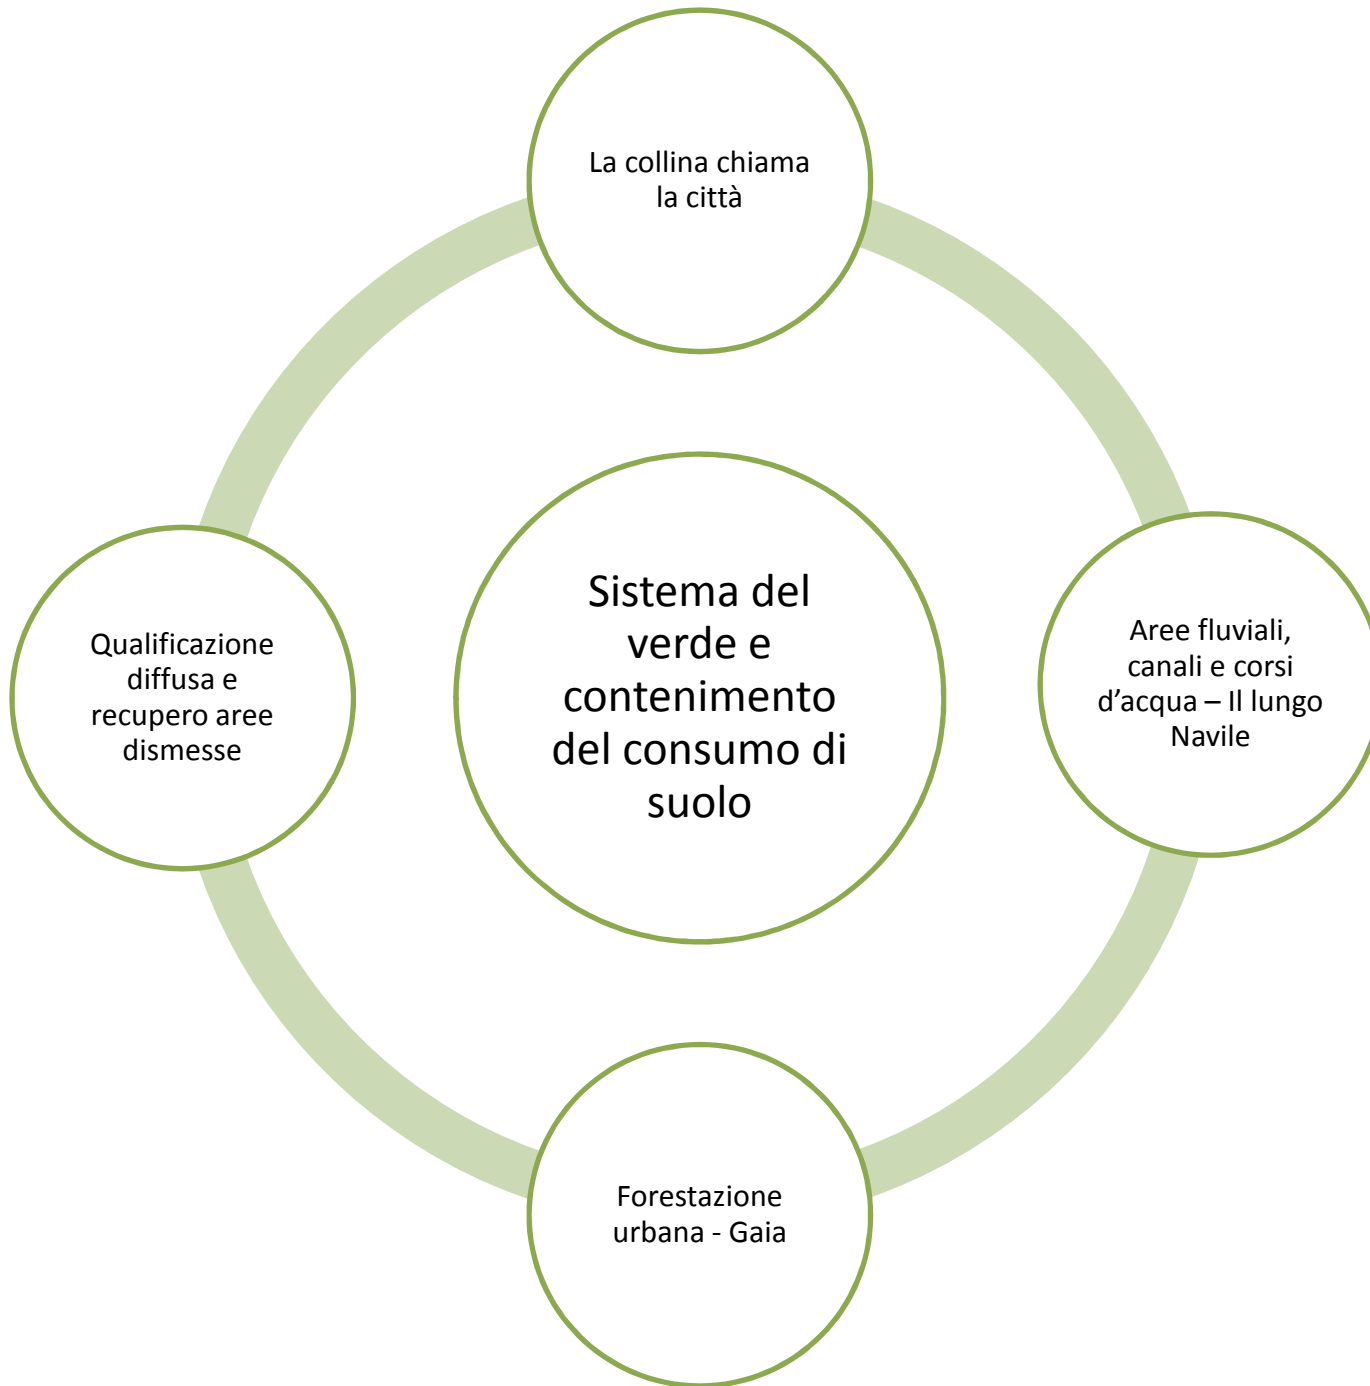 La collina chiama
la città
Sistema del
verde e
contenimento
del consumo di
suolo
Qualificazione
diffusa e
recupero aree
dismesse
Aree fluviali,
canali e corsi
d’acqua – Il lungo
Navile
Forestazione
urbana - Gaia